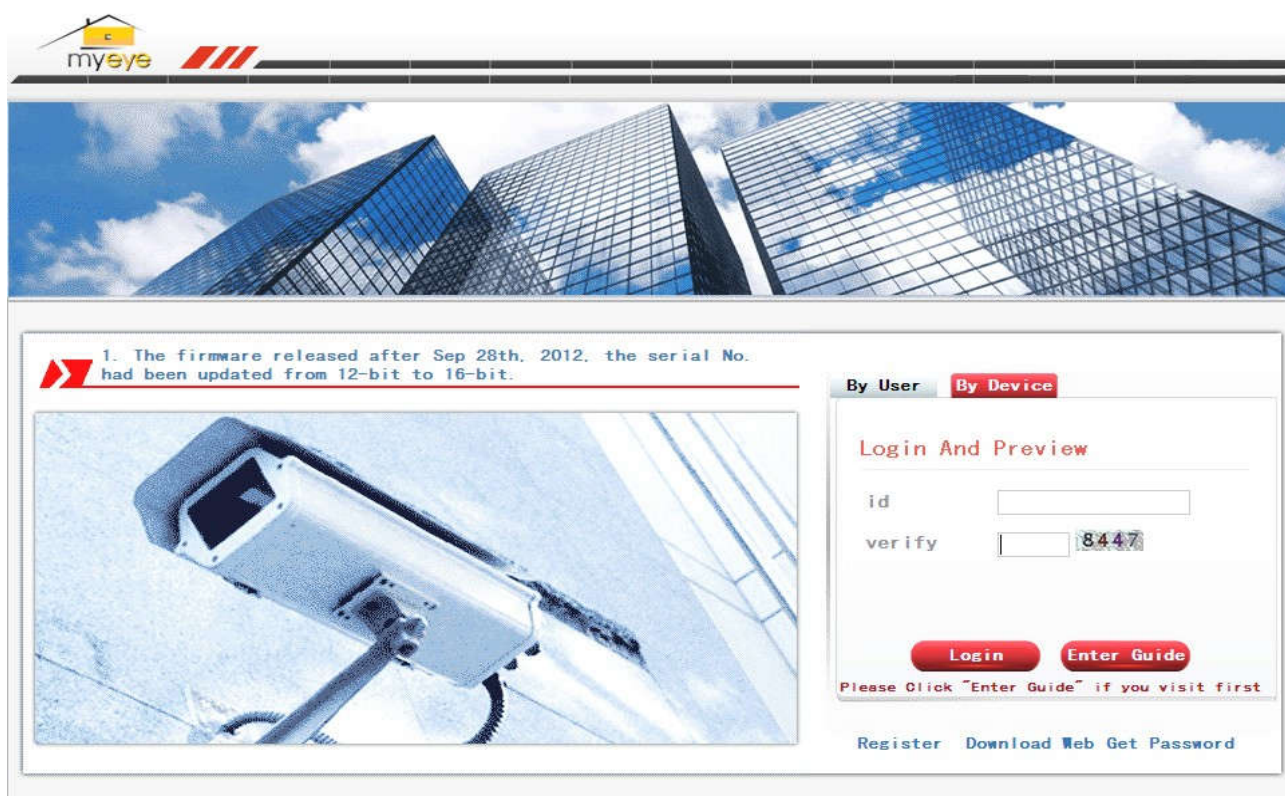 myeye
1. The firmware released after Sep 28th, 2012, the serial No.
had been updated from 12-bit to 16-bit.
By User By Device
Login And Preview
id
verify 8447
Login Enter Guide
Please Click "Enter Guide" if you visit first
Register Download Web Get Password